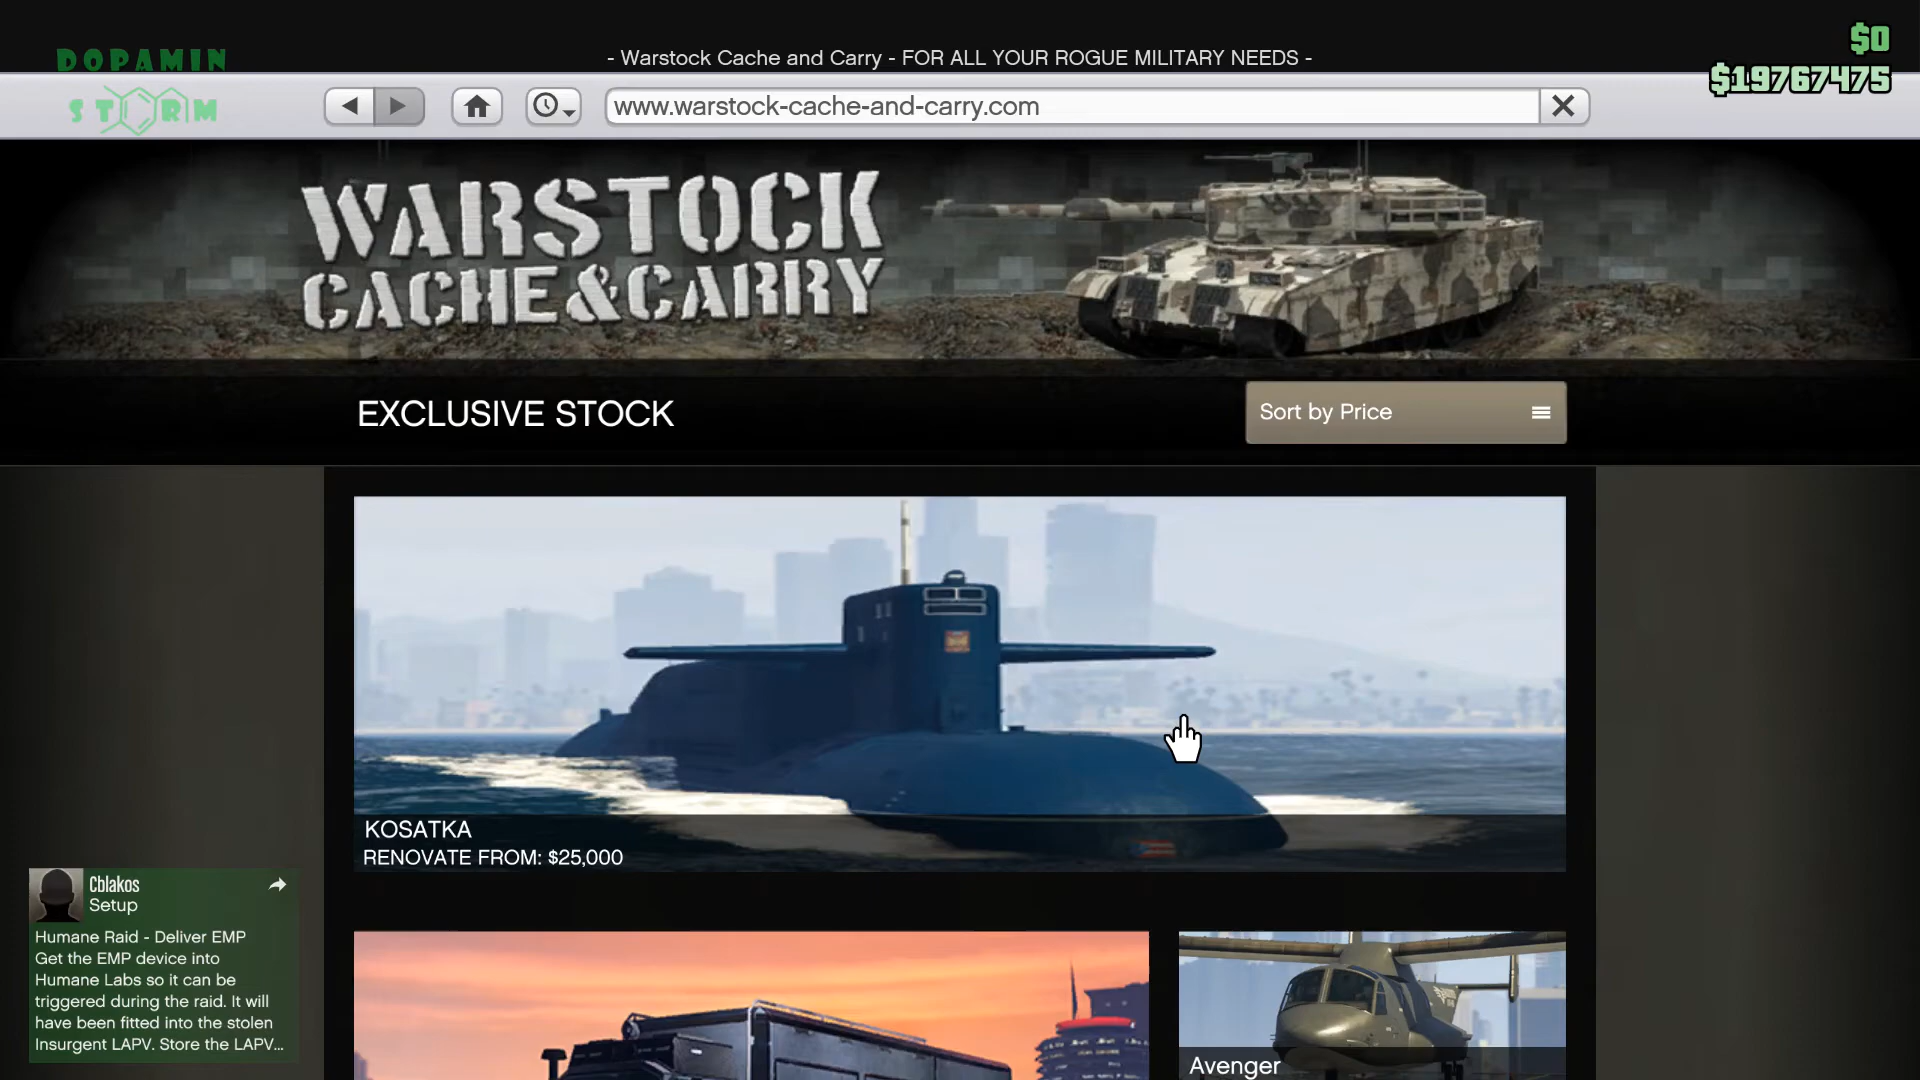 DOPAMIN
STORM
- Warstock Cache and Carry - FOR ALL YOUR ROGUE MILITARY NEEDS -
$0
$19767475
www.warstock-cache-and-carry.com
WARSTOCK
CACHE&CARRY
EXCLUSIVE STOCK
Sort by Price
KOSATKA
RENOVATE FROM: $25,000
Cblakos
Setup
Humane Raid - Deliver EMP
Get the EMP device into
Humane Labs so it can be
triggered during the raid. It will
have been fitted into the stolen
Insurgent LAPV. Store the LAPV...
Avenger